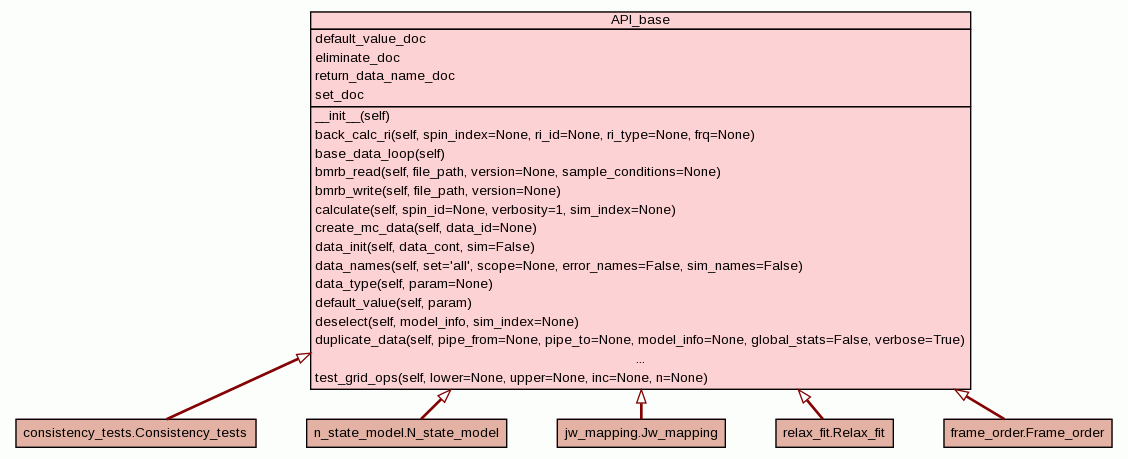 API_base
default_value_doc
eliminate_doc
return_data_name_doc
set_doc
__init__(self)
back_calc_ri(self, spin_index=None, ri_id=None, ri_type=None, frq=None)
base_data_loop(self)
bmrb_read(self, file_path, version=None, sample_conditions=None)
bmrb_write(self, file_path, version=None)
calculate(self, spin_id=None, verbosity=1, sim_index=None)
create_mc_data(self, data_id=None)
data_init(self, data_cont, sim=False)
data_names(self, set='all', scope=None, error_names=False, sim_names=False)
data_type(self, param=None)
default_value(self, param)
deselect(self, model_info, sim_index=None)
duplicate_data(self, pipe_from=None, pipe_to=None, model_info=None, global_stats=False, verbose=True)
...
test_grid_ops(self, lower=None, upper=None, inc=None, n=None)
consistency_tests.Consistency_tests
n_state_model.N_state_model
jw_mapping.Jw_mapping
relax_fit.Relax_fit
frame_order.Frame_order